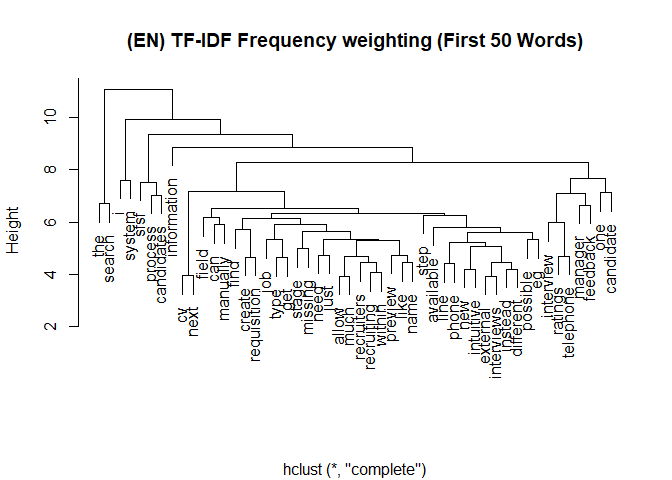 (EN) TF-IDF Frequency weighting (First 50 Words)
Height
10
8
6
4
2
the
search
i
system
sfsf
process
candidates
information
cv
next
field
can
manually
find
create
requisition
job
type
get
stage
missing
need
just
allow
much
recruiters
recruiting
within
preview
like
name
step
available
line
phone
new
intuitive
external
interviews
instead
different
possible
eg
interview
ratings
telephone
manager
feedback
one
candidate
hclust (*, "complete")